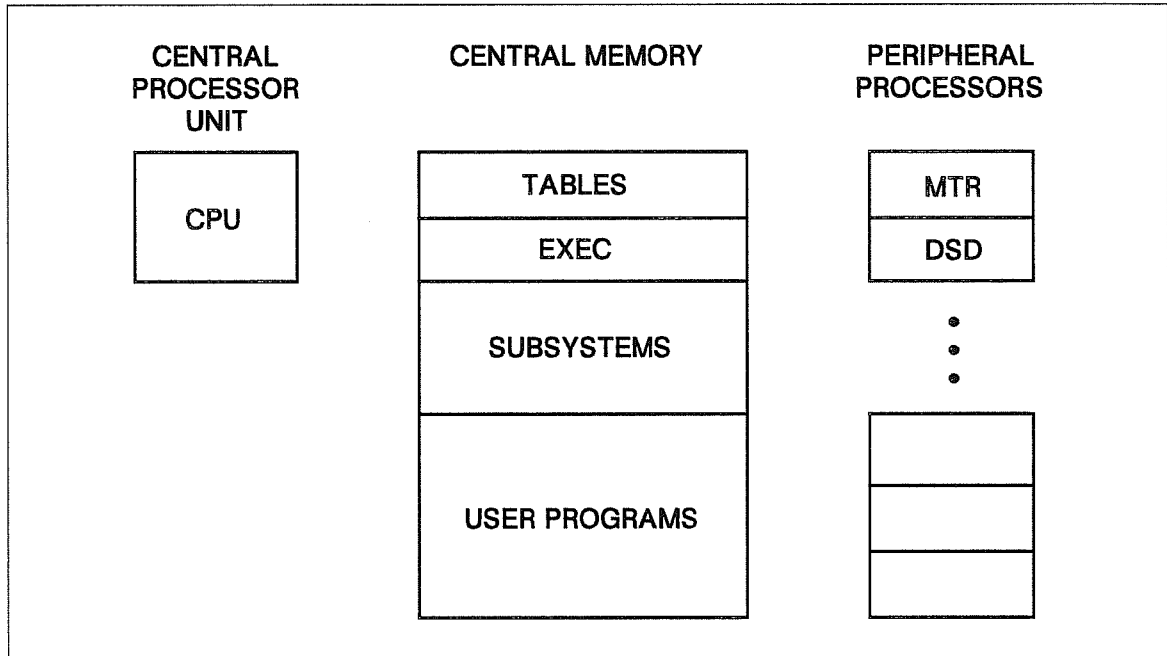 CENTRAL
PROCESSOR
UNIT
CPU
CENTRAL MEMORY
TABLES
EXEC
SUBSYSTEMS
USER PROGRAMS
PERIPHERAL
PROCESSORS
MTR
DSD